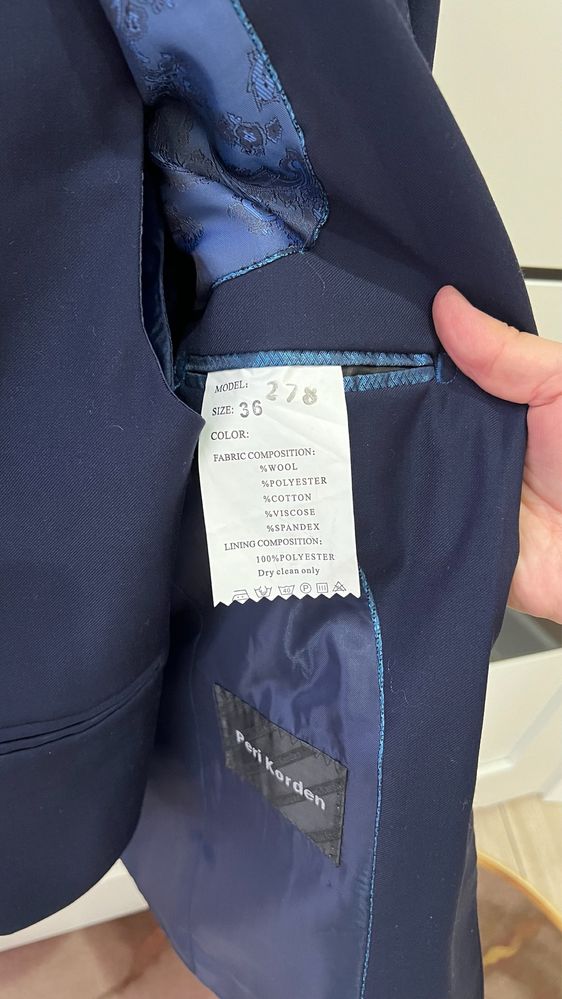 MODEL: 278
SIZE: 36
COLOR:
FABRIC COMPOSITION:
%WOOL
%POLYESTER
%COTTON
%VISCOSE
%SPANDEX
LINING COMPOSITION:
100%POLYESTER
Dry clean only
40 P
Peri Korden